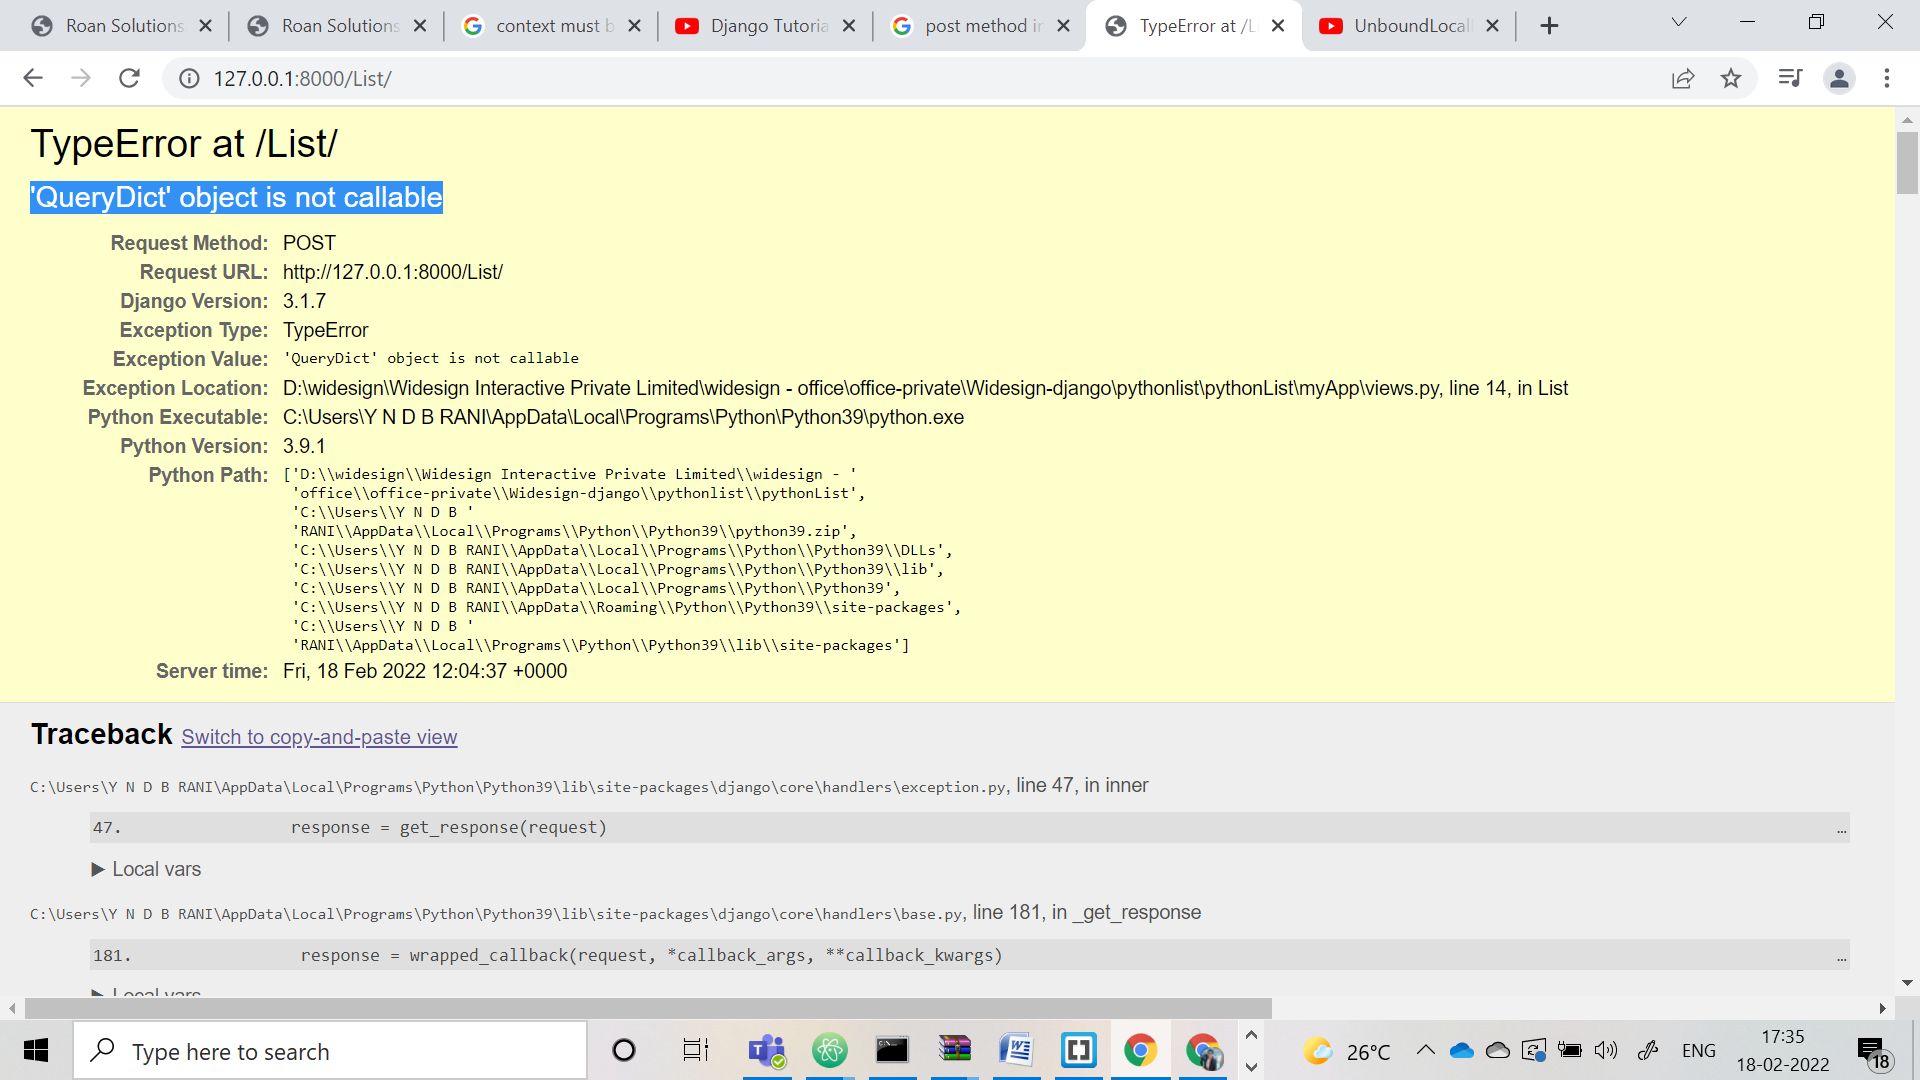 Roan Solutions
Roan Solutions
context must b
Django Tutoria
post method in
TypeError at /Li
UnboundLocalE
127.0.0.1:8000/List/
TypeError at /List/
'QueryDict' object is not callable
Request Method: POST
Request URL: http://127.0.0.1:8000/List/
Django Version: 3.1.7
Exception Type: TypeError
Exception Value: 'QueryDict' object is not callable
Exception Location: D:\widesign\Widesign Interactive Private Limited\widesign - office\office-private\Widesign-django\pythonlist\pythonList\myApp\views.py, line 14, in List
Python Executable: C:\Users\Y N D B RANI\AppData\Local\Programs\Python\Python39\python.exe
Python Version: 3.9.1
Python Path: ['D:\\widesign\\Widesign Interactive Private Limited\\widesign - '
'office\\office-private\\Widesign-django\\pythonlist\\pythonList',
'C:\\Users\\Y N D B '
'RANI\\AppData\\Local\\Programs\\Python\\Python39\\python39.zip',
'C:\\Users\\Y N D B RANI\\AppData\\Local\\Programs\\Python\\Python39\\DLLs',
'C:\\Users\\Y N D B RANI\\AppData\\Local\\Programs\\Python\\Python39\\lib',
'C:\\Users\\Y N D B RANI\\AppData\\Local\\Programs\\Python\\Python39',
'C:\\Users\\Y N D B RANI\\AppData\\Roaming\\Python\\Python39\\site-packages',
'C:\\Users\\Y N D B '
'RANI\\AppData\\Local\\Programs\\Python\\Python39\\lib\\site-packages']
Server time: Fri, 18 Feb 2022 12:04:37 +0000
Traceback Switch to copy-and-paste view
C:\Users\Y N D B RANI\AppData\Local\Programs\Python\Python39\lib\site-packages\django\core\handlers\exception.py, line 47, in inner
47. response = get_response(request) …
▶ Local vars
C:\Users\Y N D B RANI\AppData\Local\Programs\Python\Python39\lib\site-packages\django\core\handlers\base.py, line 181, in _get_response
181. response = wrapped_callback(request, *callback_args, **callback_kwargs) …
▶ Local vars
Type here to search
26°C
ENG
17:35
18-02-2022
18